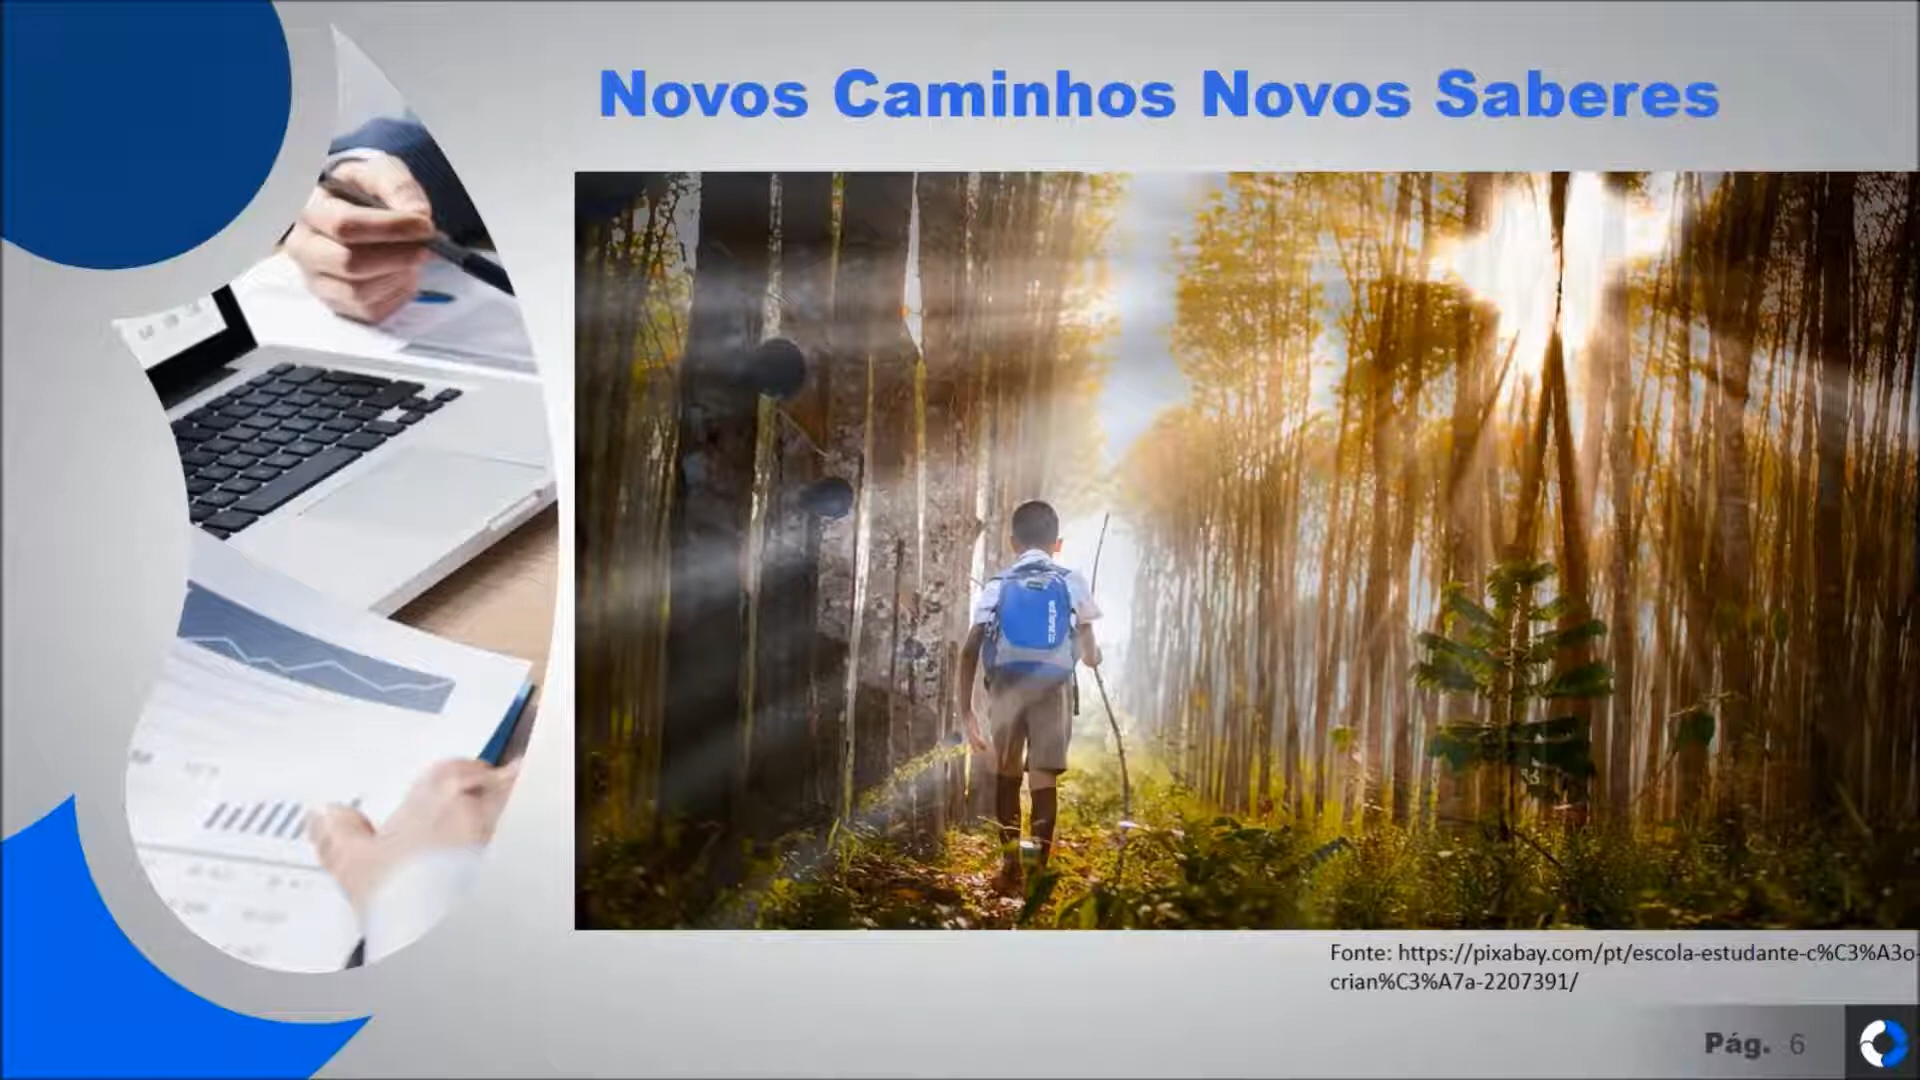 Novos Caminhos Novos Saberes
Fonte: https://pixabay.com/pt/escola-estudante-c%C3%A3o-
crian%C3%A7a-2207391/
Pág. 6